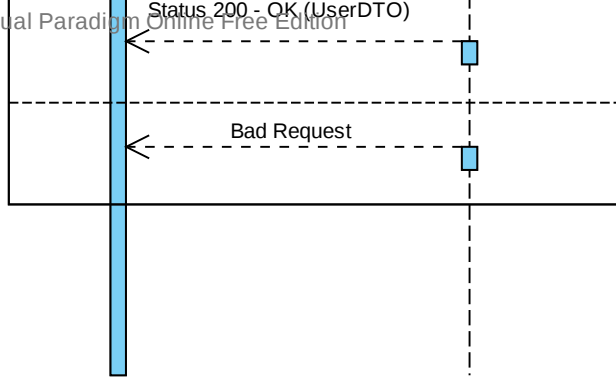 Status 200 - OK (UserDTO)
ual Paradigm Online Free Edition
Bad Request